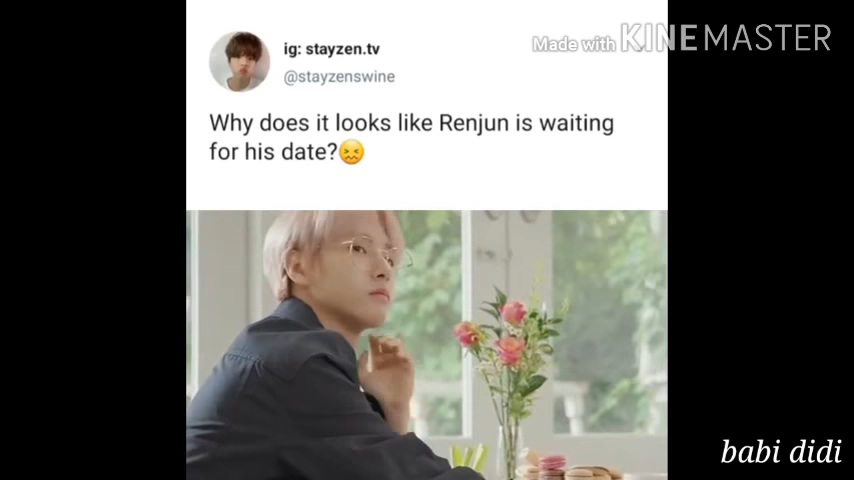 ig: stayzen.tv
Made with KINEMASTER
@stayzenswine
Why does it looks like Renjun is waiting
for his date?😖
babi didi